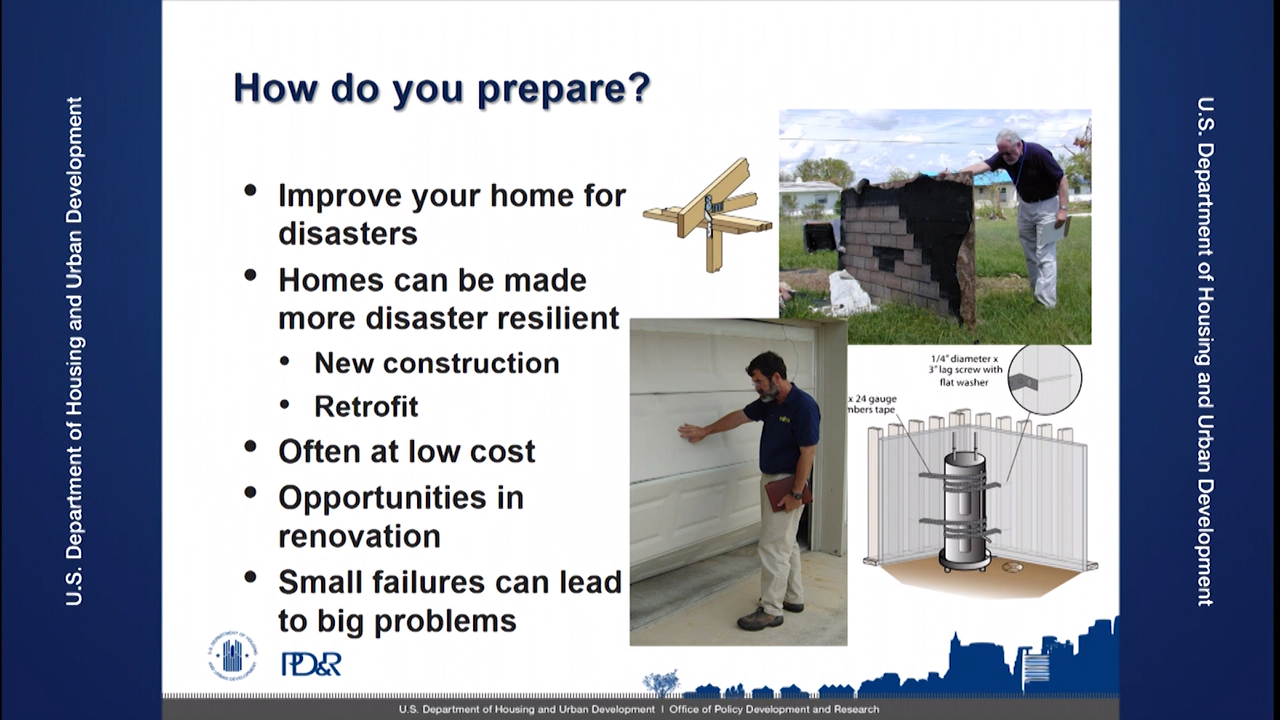 How do you prepare?
• Improve your home for
disasters
• Homes can be made
more disaster resilient
• New construction
• Retrofit
• Often at low cost
• Opportunities in
renovation
• Small failures can lead
to big problems
1/4" diameter x
3" lag screw with
flat washer
x 24 gauge
mbers tape
PD&R
U.S. Department of Housing and Urban Development | Office of Policy Development and Research
U.S. Department of Housing and Urban Development
U.S. Department of Housing and Urban Development